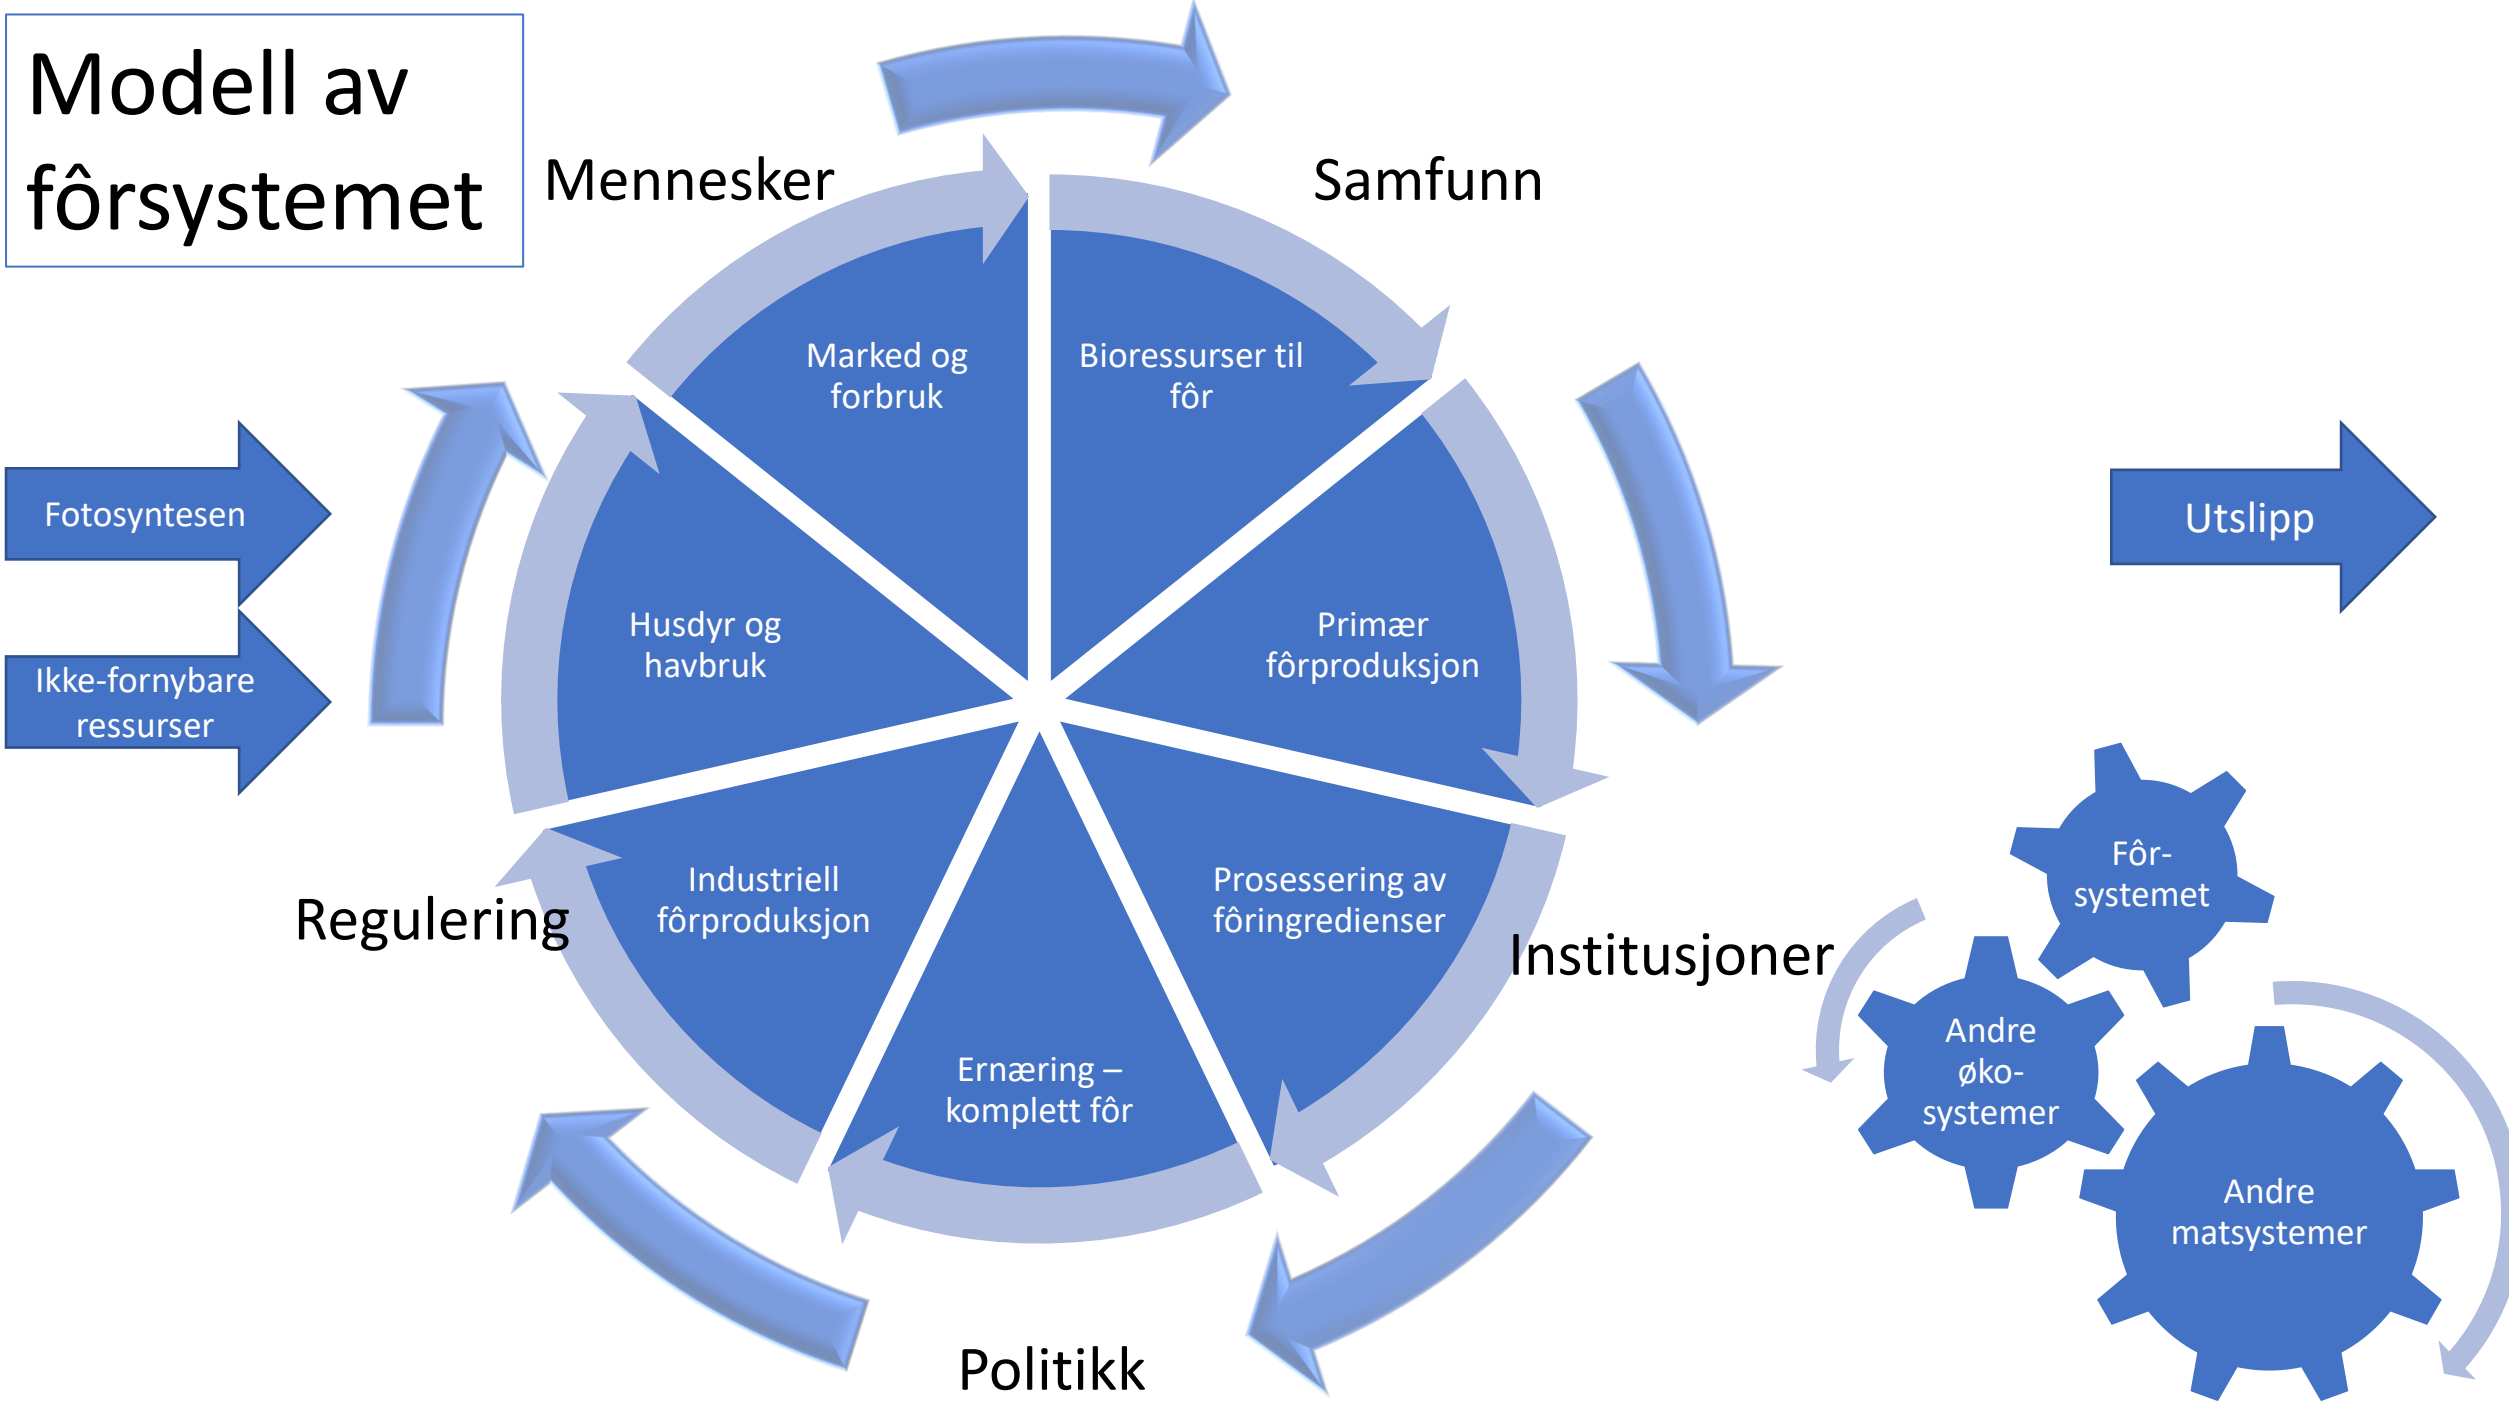 Modell av
fôrsystemet
Mennesker
Samfunn
Marked og
forbruk
Bioressurser til
fôr
Fotosyntesen
Utslipp
Husdyr og
havbruk
Primær
fôrproduksjon
Ikke-fornybare
ressurser
Industriell
fôrproduksjon
Prosessering av
fôringredienser
Regulering
Institusjoner
Ernæring –
komplett fôr
Politikk
Fôr-
systemet
Andre
øko-
systemer
Andre
matsystemer